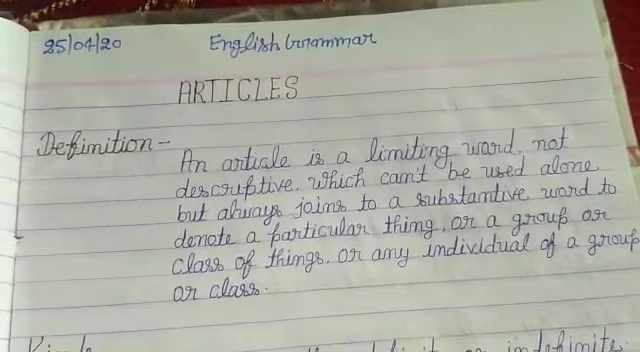 25/04/20 English Grammar
ARTICLES
Definition -
An article is a limiting word, not
descriptive. which can't be used alone
but always joins to a substantive word to
denote a particular thing, or a group or
class of things. or any individual of a group
or class.
or indefinite.